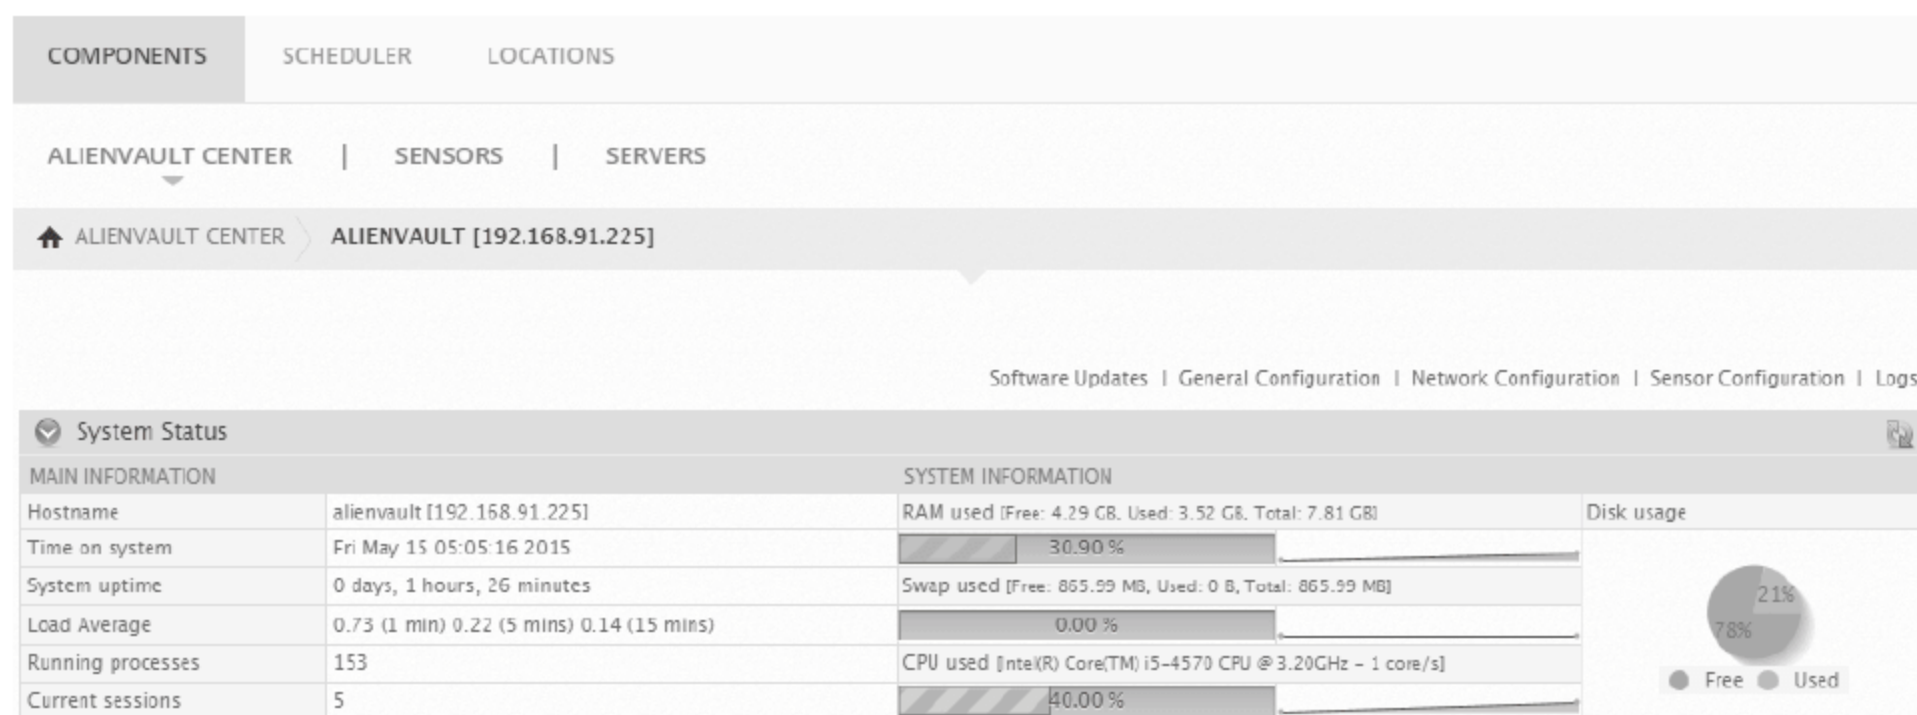 COMPONENTS SCHEDULER LOCATIONS
ALIENVAULT CENTER | SENSORS | SERVERS
ALIENVAULT CENTER ALIENVAULT [192.168.91.225]
Software Updates | General Configuration | Network Configuration | Sensor Configuration | Logs
System Status
MAIN INFORMATION SYSTEM INFORMATION
Hostname alienvault [192.168.91.225] RAM used [Free: 4.29 GB, Used: 3.52 GB, Total: 7.81 GB] Disk usage
Time on system Fri May 15 05:05:16 2015 30.90 %
System uptime 0 days, 1 hours, 26 minutes Swap used [Free: 865.99 MB, Used: 0 B, Total: 865.99 MB]
21%
Load Average 0.73 (1 min) 0.22 (5 mins) 0.14 (15 mins) 0.00 %
78%
Running processes 153 CPU used [Intel(R) Core(TM) i5-4570 CPU @ 3.20GHz - 1 core/s]
Free Used
Current sessions 5 40.00 %